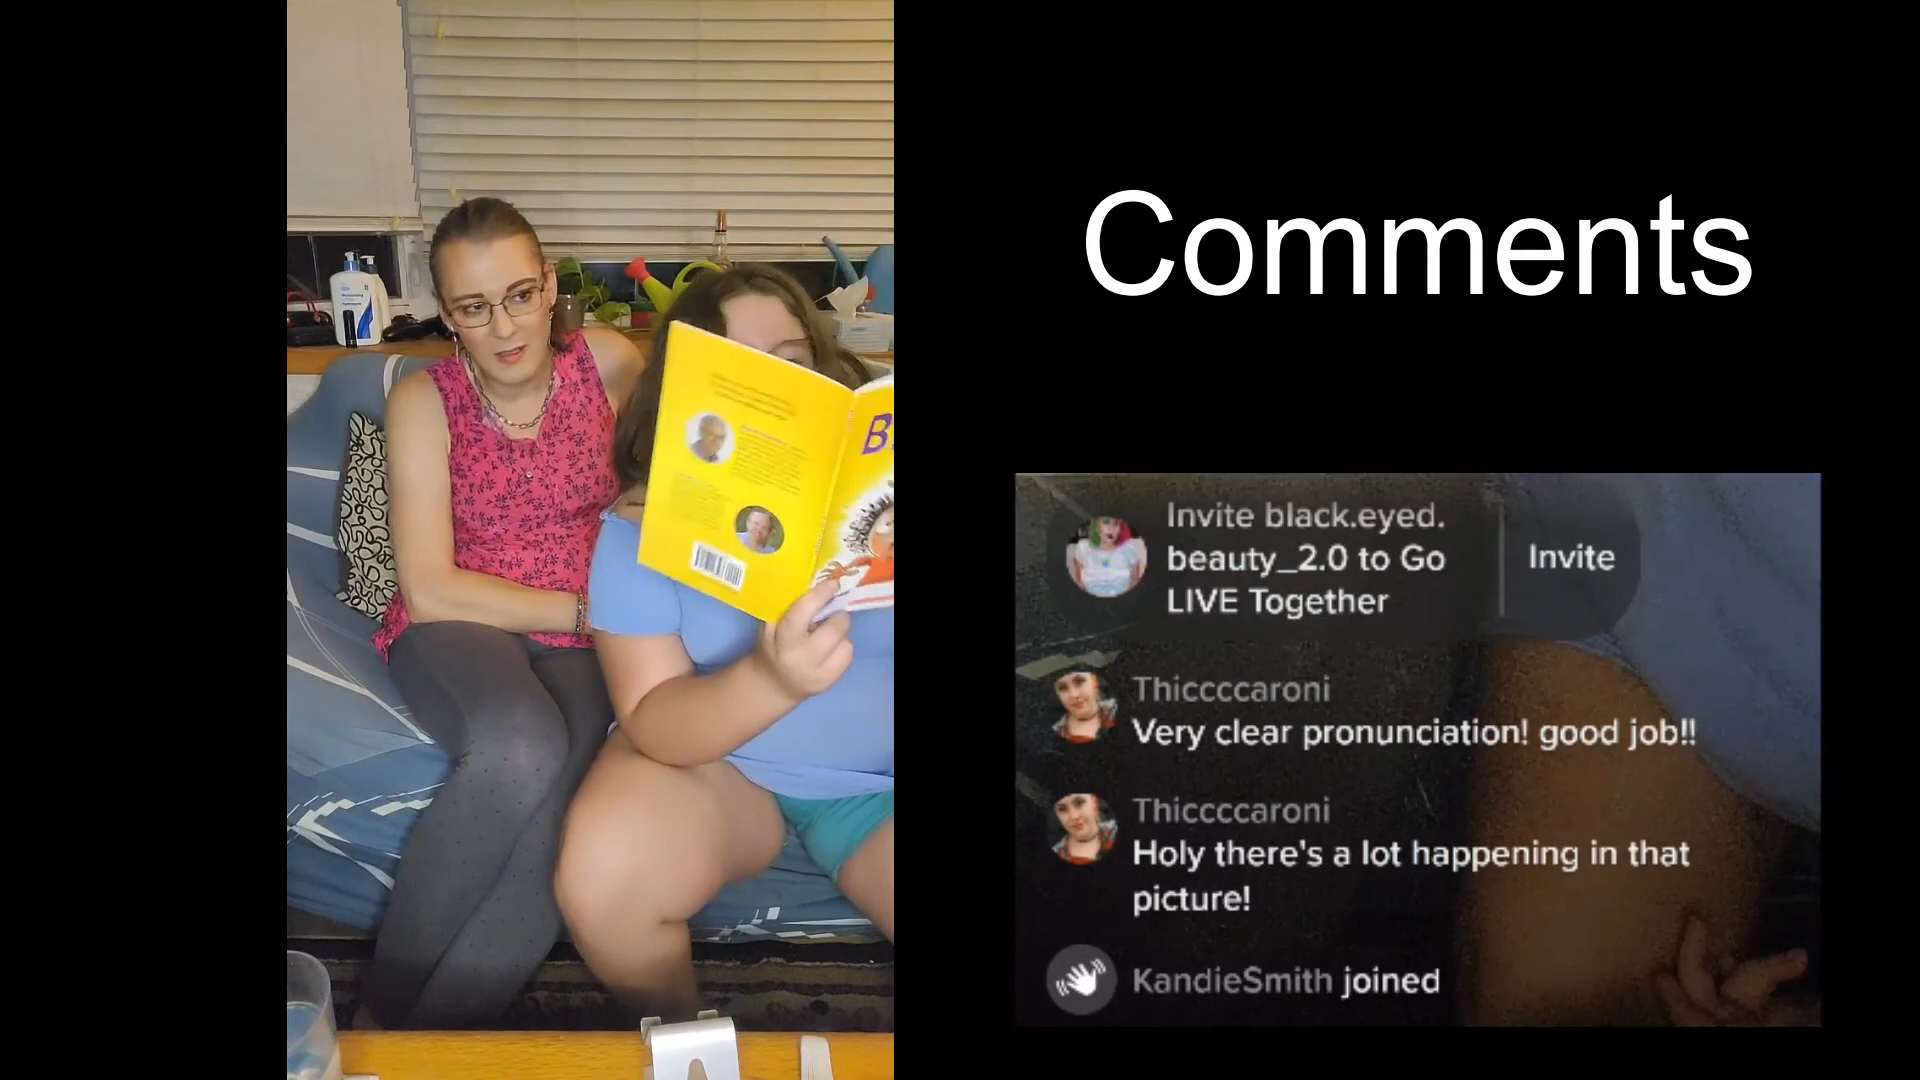 Comments
B
Invite black.eyed.
beauty_2.0 to Go
LIVE Together
Invite
Thiccccaroni
Very clear pronunciation! good job!!
Thiccccaroni
Holy there's a lot happening in that
picture!
KandieSmith joined